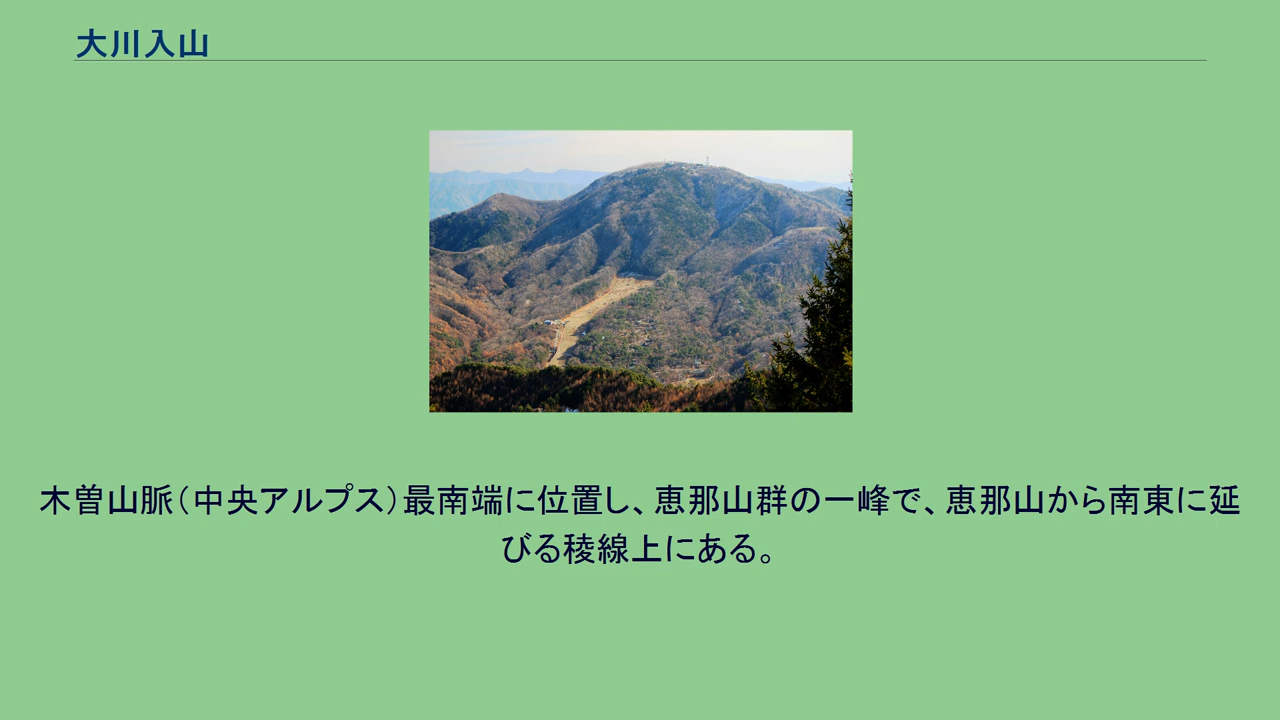 大川入山
木曽山脈（中央アルプス）最南端に位置し、恵那山群の一峰で、恵那山から南東に延
びる稜線上にある。